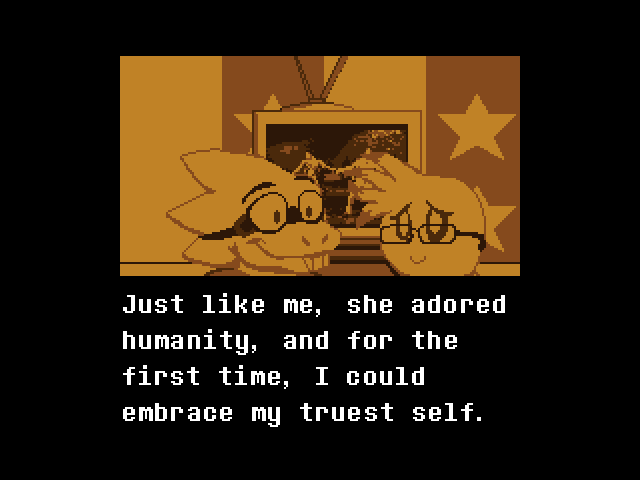 Just like me, she adored
humanity, and for the
first time, I could
embrace my truest self.